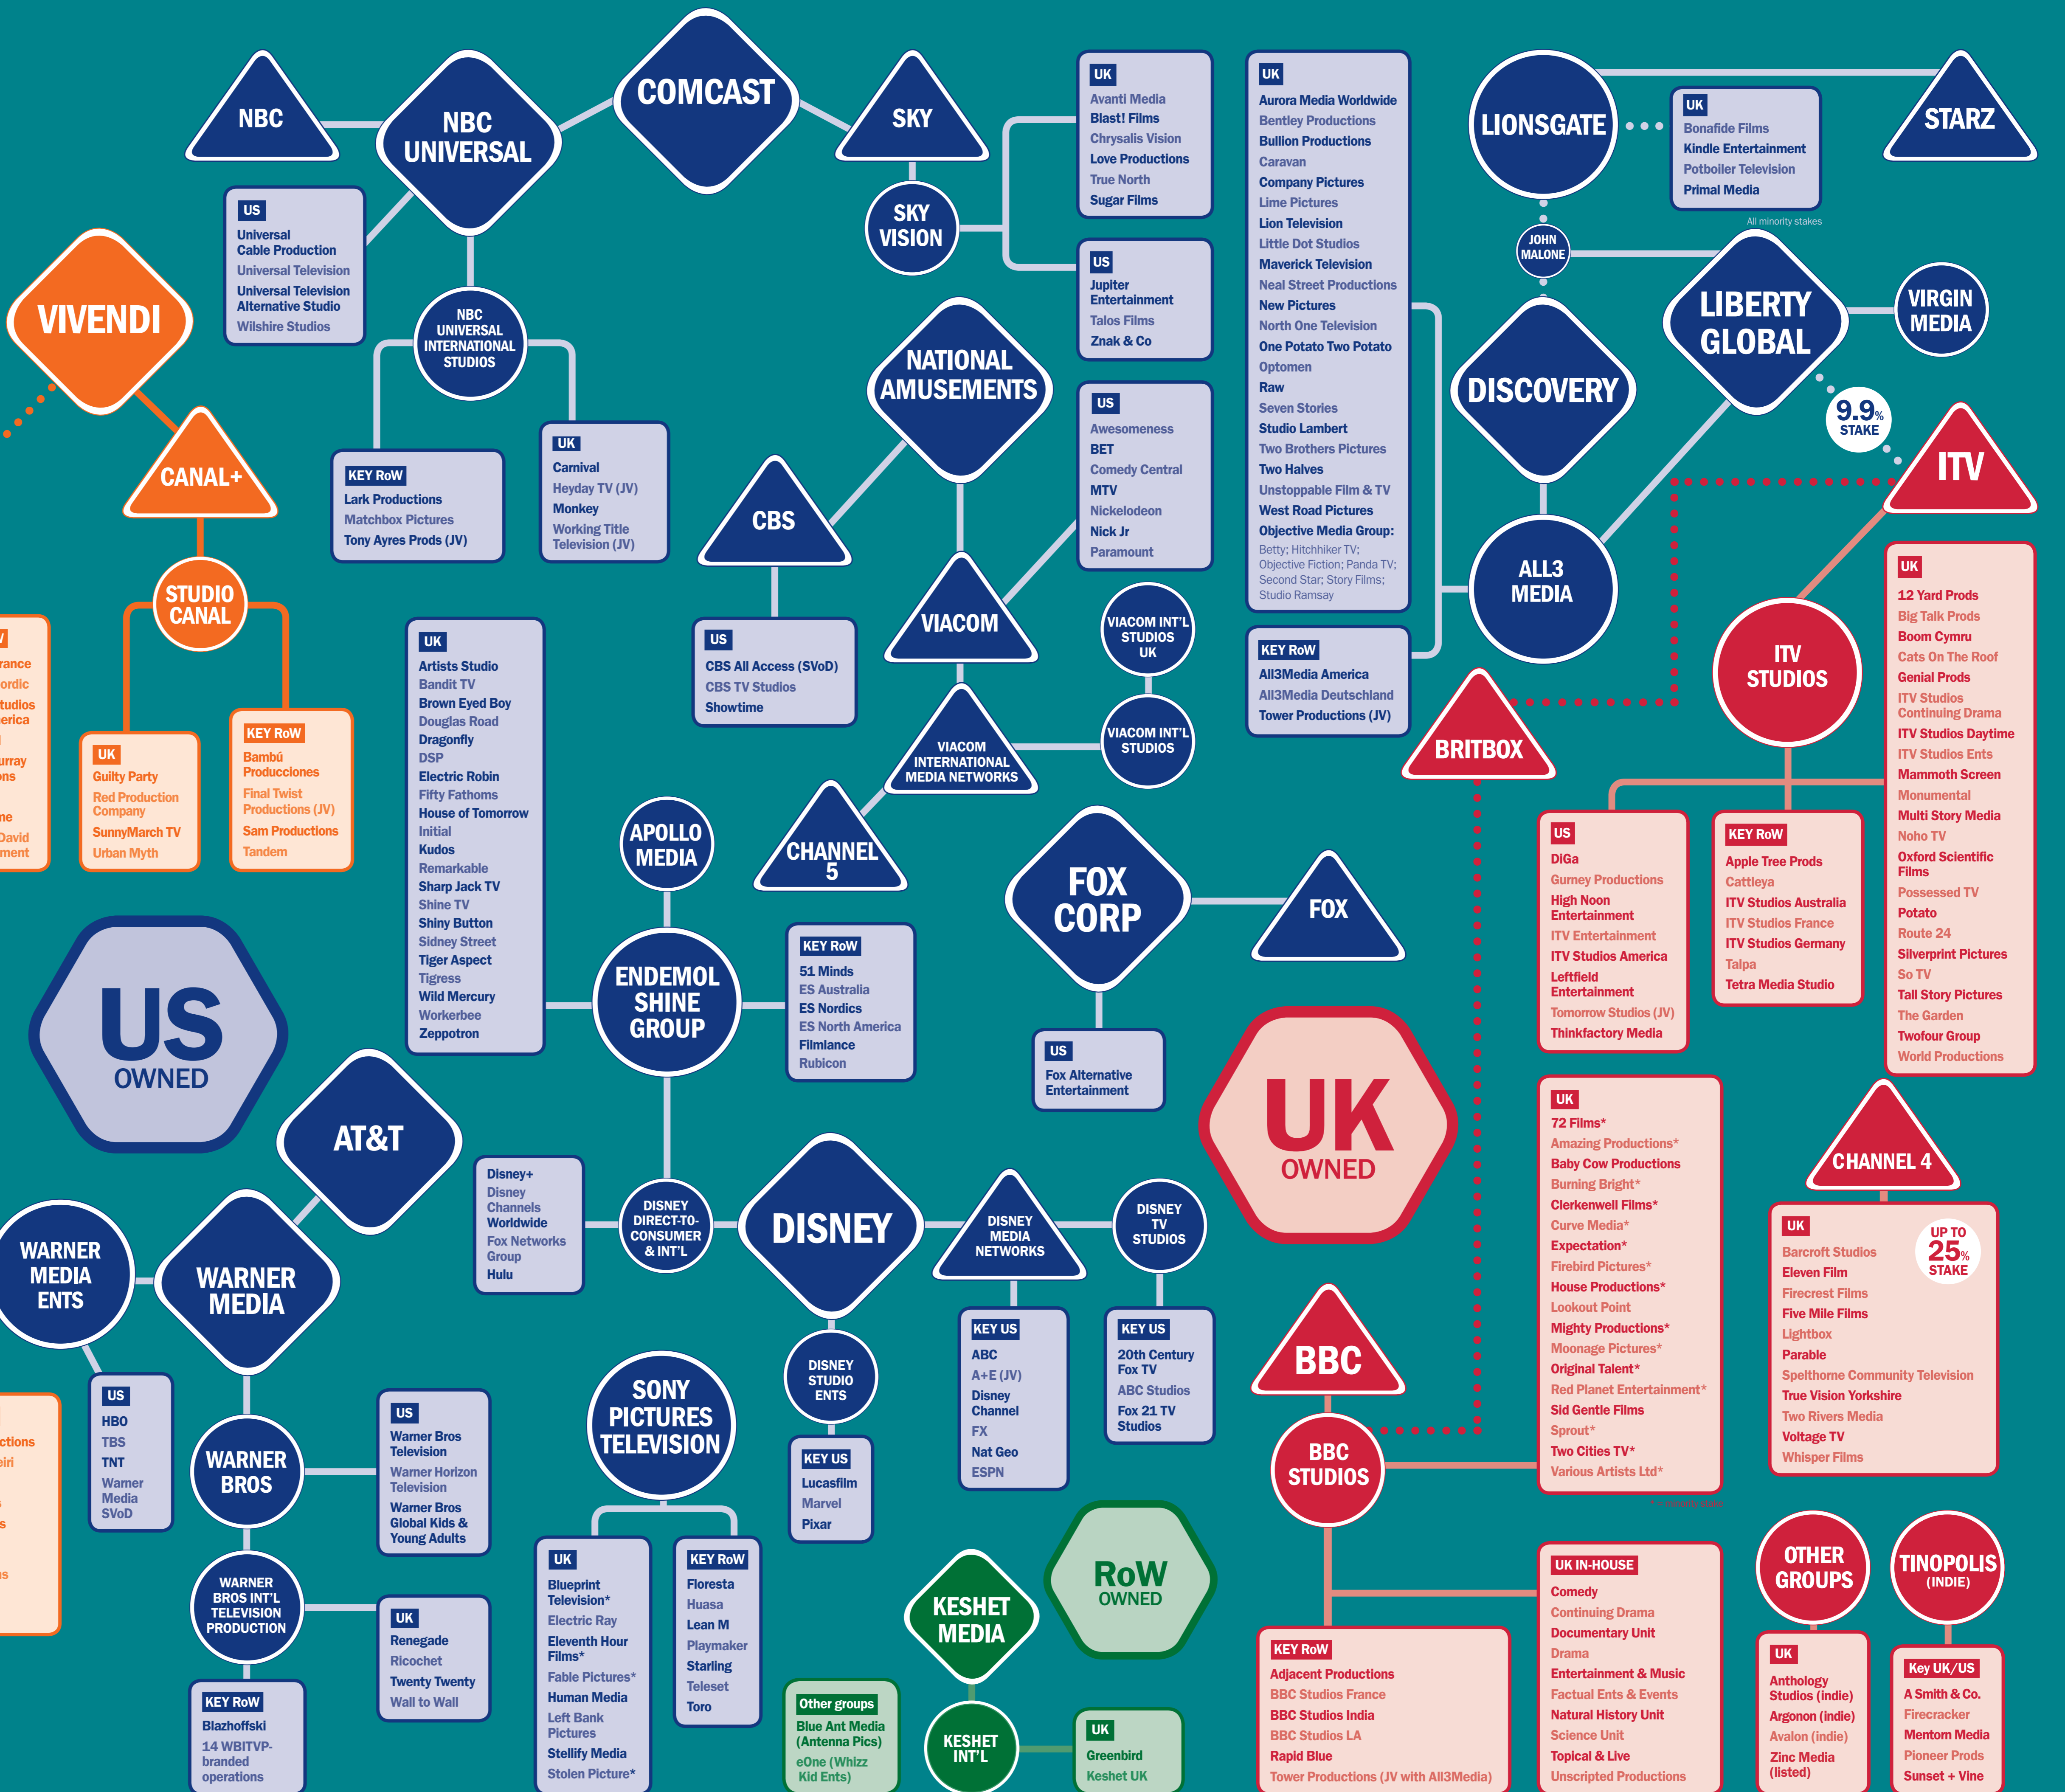 NBC
NBC
UNIVERSAL
COMCAST
SKY
SKY
VISION
US
Universal
Cable Production
Universal Television
Universal Television
Alternative Studio
Wilshire Studios
NBC
UNIVERSAL
INTERNATIONAL
STUDIOS
KEY RoW
Lark Productions
Matchbox Pictures
Tony Ayres Prods (JV)
UK
Carnival
Heyday TV (JV)
Monkey
Working Title
Television (JV)
UK
Avanti Media
Blast! Films
Chrysalis Vision
Love Productions
True North
Sugar Films
US
Jupiter
Entertainment
Talos Films
Znak & Co
VIVENDI
CANAL+
STUDIO
CANAL
UK
Guilty Party
Red Production
Company
SunnyMarch TV
Urban Myth
KEY RoW
Bambú
Producciones
Final Twist
Productions (JV)
Sam Productions
Tandem
W
rance
ordic
tudios
erica
urray
ons
me
David
ment
NATIONAL
AMUSEMENTS
CBS
US
CBS All Access (SVoD)
CBS TV Studios
Showtime
VIACOM
US
Awesomeness
BET
Comedy Central
MTV
Nickelodeon
Nick Jr
Paramount
VIACOM
INTERNATIONAL
MEDIA NETWORKS
VIACOM INT'L
STUDIOS
UK
VIACOM INT'L
STUDIOS
CHANNEL
5
UK
Aurora Media Worldwide
Bentley Productions
Bullion Productions
Caravan
Company Pictures
Lime Pictures
Lion Television
Little Dot Studios
Maverick Television
Neal Street Productions
New Pictures
North One Television
One Potato Two Potato
Optomen
Raw
Seven Stories
Studio Lambert
Two Brothers Pictures
Two Halves
Unstoppable Film & TV
West Road Pictures
Objective Media Group:
Betty; Hitchhiker TV;
Objective Fiction; Panda TV;
Second Star; Story Films;
Studio Ramsay
KEY RoW
All3Media America
All3Media Deutschland
Tower Productions (JV)
LIONSGATE
STARZ
UK
Bonafide Films
Kindle Entertainment
Potboiler Television
Primal Media
All minority stakes
JOHN
MALONE
DISCOVERY
LIBERTY
GLOBAL
VIRGIN
MEDIA
9.9%
STAKE
ALL3
MEDIA
ITV
BRITBOX
ITV
STUDIOS
UK
12 Yard Prods
Big Talk Prods
Boom Cymru
Cats On The Roof
Genial Prods
ITV Studios
Continuing Drama
ITV Studios Daytime
ITV Studios Ents
Mammoth Screen
Monumental
Multi Story Media
Noho TV
Oxford Scientific
Films
Possessed TV
Potato
Route 24
Silverprint Pictures
So TV
Tall Story Pictures
The Garden
Twofour Group
World Productions
US
DiGa
Gurney Productions
High Noon
Entertainment
ITV Entertainment
ITV Studios America
Leftfield
Entertainment
Tomorrow Studios (JV)
Thinkfactory Media
KEY RoW
Apple Tree Prods
Cattleya
ITV Studios Australia
ITV Studios France
ITV Studios Germany
Talpa
Tetra Media Studio
UK
Artists Studio
Bandit TV
Brown Eyed Boy
Douglas Road
Dragonfly
DSP
Electric Robin
Fifty Fathoms
House of Tomorrow
Initial
Kudos
Remarkable
Sharp Jack TV
Shine TV
Shiny Button
Sidney Street
Tiger Aspect
Tigress
Wild Mercury
Workerbee
Zeppotron
APOLLO
MEDIA
ENDEMOL
SHINE
GROUP
KEY RoW
51 Minds
ES Australia
ES Nordics
ES North America
Filmlance
Rubicon
FOX
CORP
FOX
US
Fox Alternative
Entertainment
US
OWNED
UK
OWNED
AT&T
WARNER
MEDIA
WARNER
MEDIA
ENTS
US
HBO
TBS
TNT
Warner
Media
SVoD
WARNER
BROS
US
Warner Bros
Television
Warner Horizon
Television
Warner Bros
Global Kids &
Young Adults
WARNER
BROS INT'L
TELEVISION
PRODUCTION
UK
Renegade
Ricochet
Twenty Twenty
Wall to Wall
KEY RoW
Blazhoffski
14 WBITVP-
branded
operations
ctions
eiri
s
s
ns
Disney+
Disney
Channels
Worldwide
Fox Networks
Group
Hulu
DISNEY
DIRECT-TO-
CONSUMER
& INT'L
DISNEY
DISNEY
MEDIA
NETWORKS
DISNEY
TV
STUDIOS
KEY US
ABC
A+E (JV)
Disney
Channel
FX
Nat Geo
ESPN
KEY US
20th Century
Fox TV
ABC Studios
Fox 21 TV
Studios
DISNEY
STUDIO
ENTS
KEY US
Lucasfilm
Marvel
Pixar
SONY
PICTURES
TELEVISION
UK
Blueprint
Television*
Electric Ray
Eleventh Hour
Films*
Fable Pictures*
Human Media
Left Bank
Pictures
Stellify Media
Stolen Picture*
KEY RoW
Floresta
Huasa
Lean M
Playmaker
Starling
Teleset
Toro
RoW
OWNED
KESHET
MEDIA
KESHET
INT'L
UK
Greenbird
Keshet UK
Other groups
Blue Ant Media
(Antenna Pics)
eOne (Whizz
Kid Ents)
BBC
BBC
STUDIOS
UK
72 Films*
Amazing Productions*
Baby Cow Productions
Burning Bright*
Clerkenwell Films*
Curve Media*
Expectation*
Firebird Pictures*
House Productions*
Lookout Point
Mighty Productions*
Moonage Pictures*
Original Talent*
Red Planet Entertainment*
Sid Gentle Films
Sprout*
Two Cities TV*
Various Artists Ltd*
UK IN-HOUSE
Comedy
Continuing Drama
Documentary Unit
Drama
Entertainment & Music
Factual Ents & Events
Natural History Unit
Science Unit
Topical & Live
Unscripted Productions
KEY RoW
Adjacent Productions
BBC Studios France
BBC Studios India
BBC Studios LA
Rapid Blue
Tower Productions (JV with All3Media)
CHANNEL 4
UK
UP TO
25%
STAKE
Barcroft Studios
Eleven Film
Firecrest Films
Five Mile Films
Lightbox
Parable
Spelthorne Community Television
True Vision Yorkshire
Two Rivers Media
Voltage TV
Whisper Films
OTHER
GROUPS
UK
Anthology
Studios (indie)
Argonon (indie)
Avalon (indie)
Zinc Media
(listed)
TINOPOLIS
(INDIE)
Key UK/US
A Smith & Co.
Firecracker
Mentorn Media
Pioneer Prods
Sunset + Vine